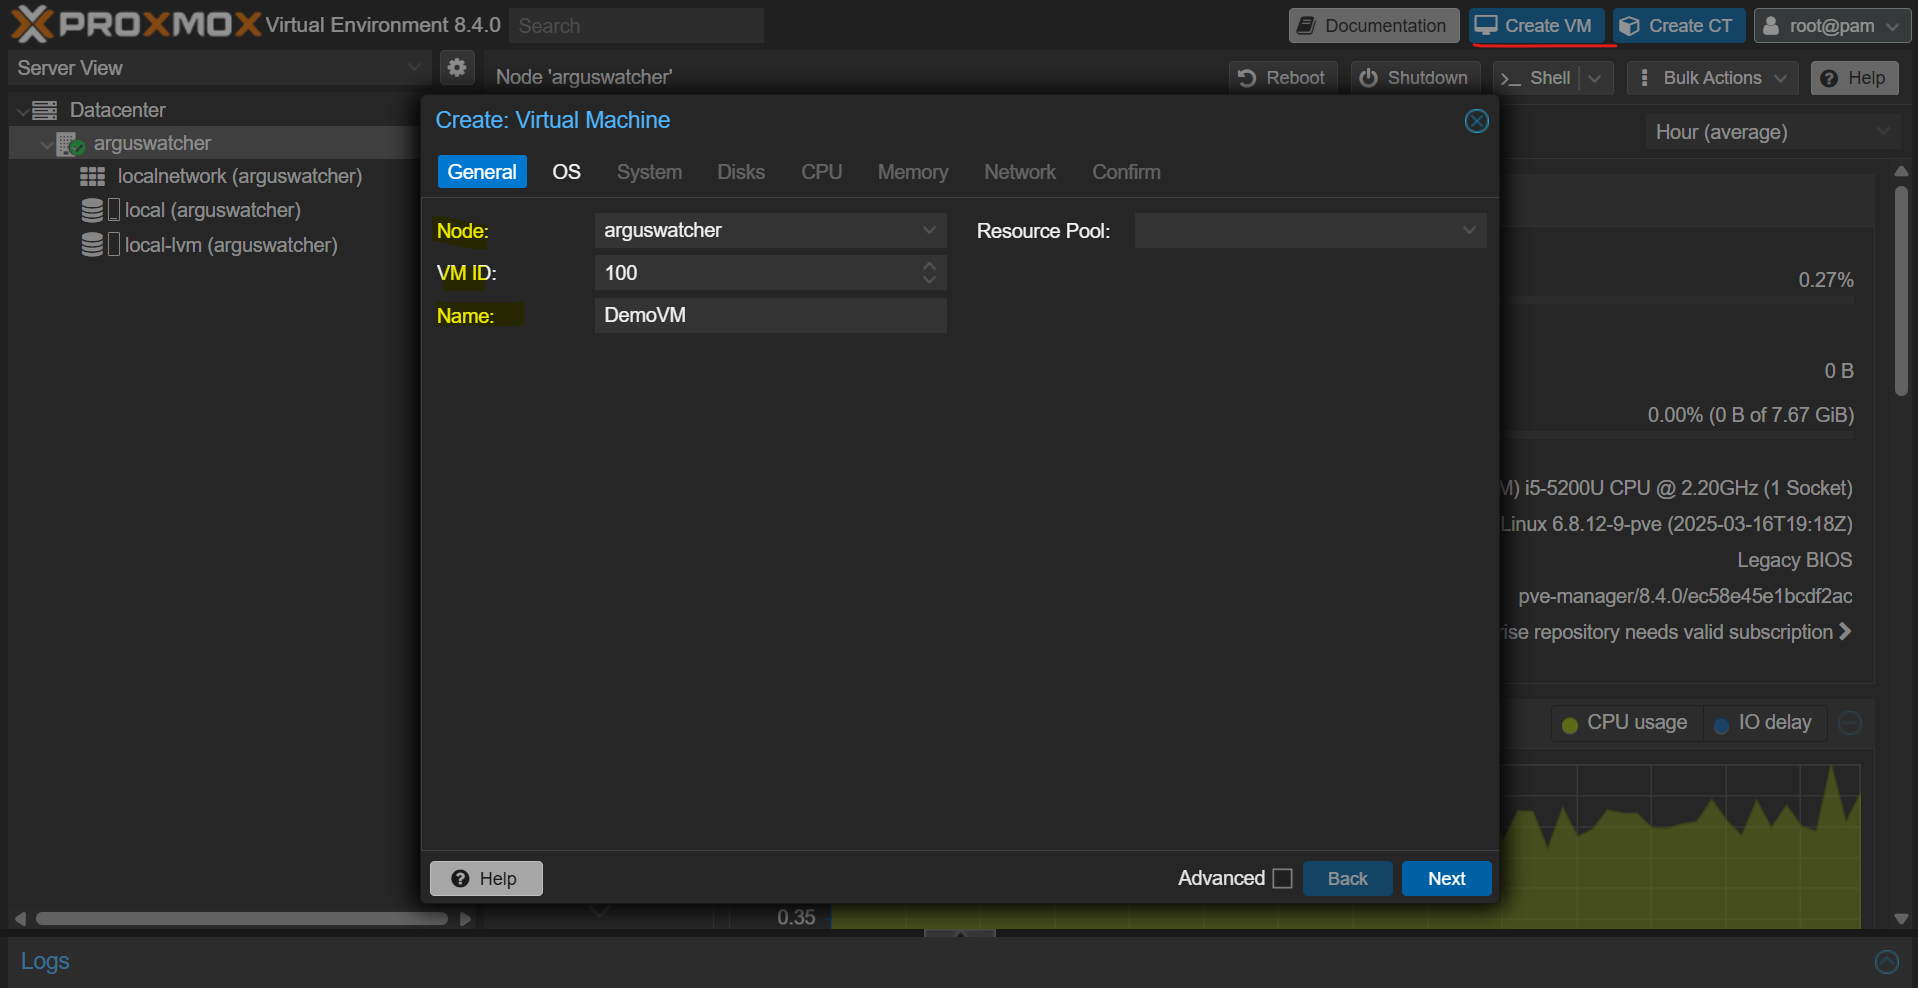 PROXMOX Virtual Environment 8.4.0 Search Documentation Create VM Create CT root@pam
Server View
Node 'arguswatcher' Reboot Shutdown >_ Shell Bulk Actions Help
Datacenter
arguswatcher
localnetwork (arguswatcher)
local (arguswatcher)
local-lvm (arguswatcher)
Create: Virtual Machine
General OS System Disks CPU Memory Network Confirm
Node: arguswatcher Resource Pool:
VM ID: 100
Name: DemoVM
Help Advanced Back Next
Hour (average)
0.27%
0 B
0.00% (0 B of 7.67 GiB)
M) i5-5200U CPU @ 2.20GHz (1 Socket)
Linux 6.8.12-9-pve (2025-03-16T19:18Z)
Legacy BIOS
pve-manager/8.4.0/ec58e45e1bcdf2ac
rise repository needs valid subscription
CPU usage IO delay
0.35
Logs